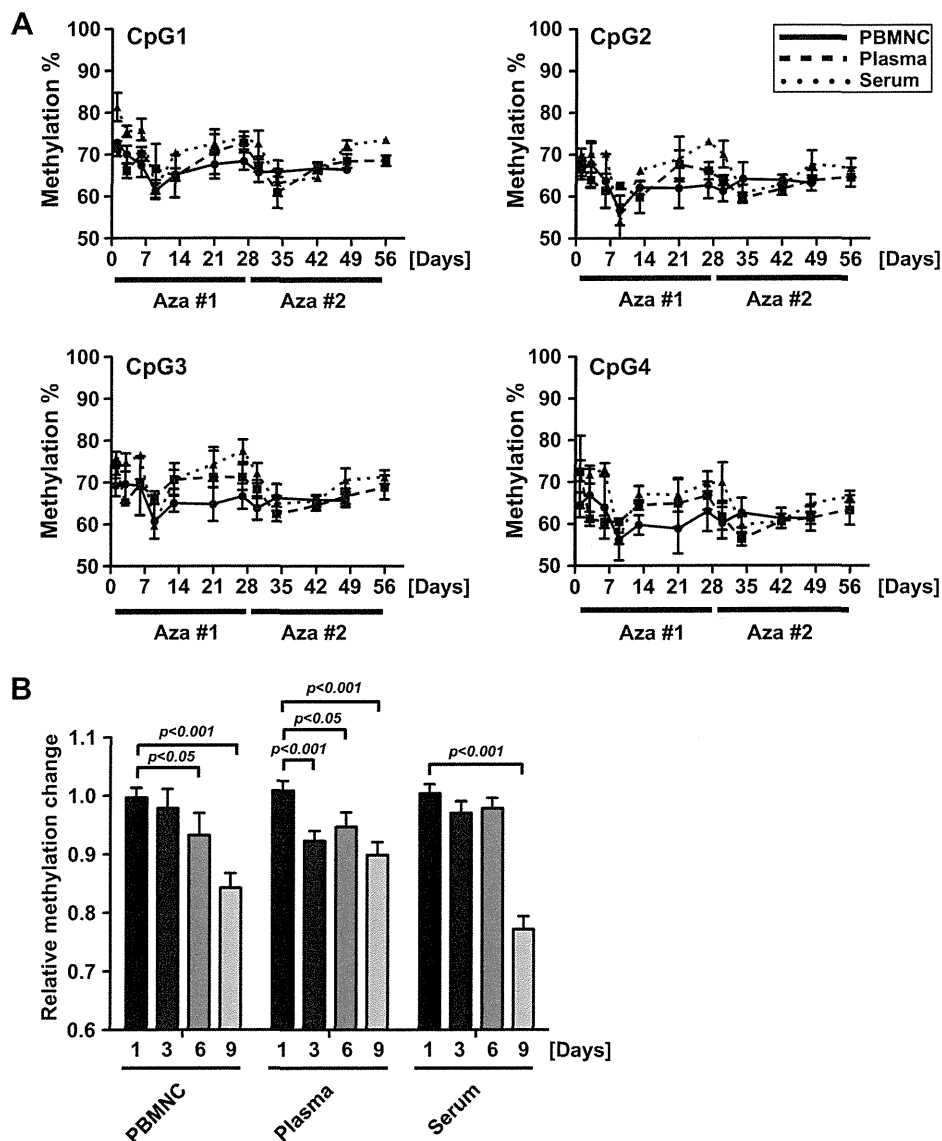 A
CpG1
Methylation %
100
90
80
70
60
50
0 7 14 21 28 35 42 49 56 [Days]
Aza #1 Aza #2
CpG2
Methylation %
100
90
80
70
60
50
0 7 14 21 28 35 42 49 56 [Days]
Aza #1 Aza #2
PBMNC
Plasma
Serum
CpG3
Methylation %
100
90
80
70
60
50
0 7 14 21 28 35 42 49 56 [Days]
Aza #1 Aza #2
CpG4
Methylation %
100
90
80
70
60
50
0 7 14 21 28 35 42 49 56 [Days]
Aza #1 Aza #2
B
Relative methylation change
1.1
1.0
0.9
0.8
0.7
0.6
p<0.001
p<0.05
p<0.001
p<0.05
p<0.001
p<0.001
1 3 6 9 1 3 6 9 1 3 6 9 [Days]
PBMNC Plasma Serum